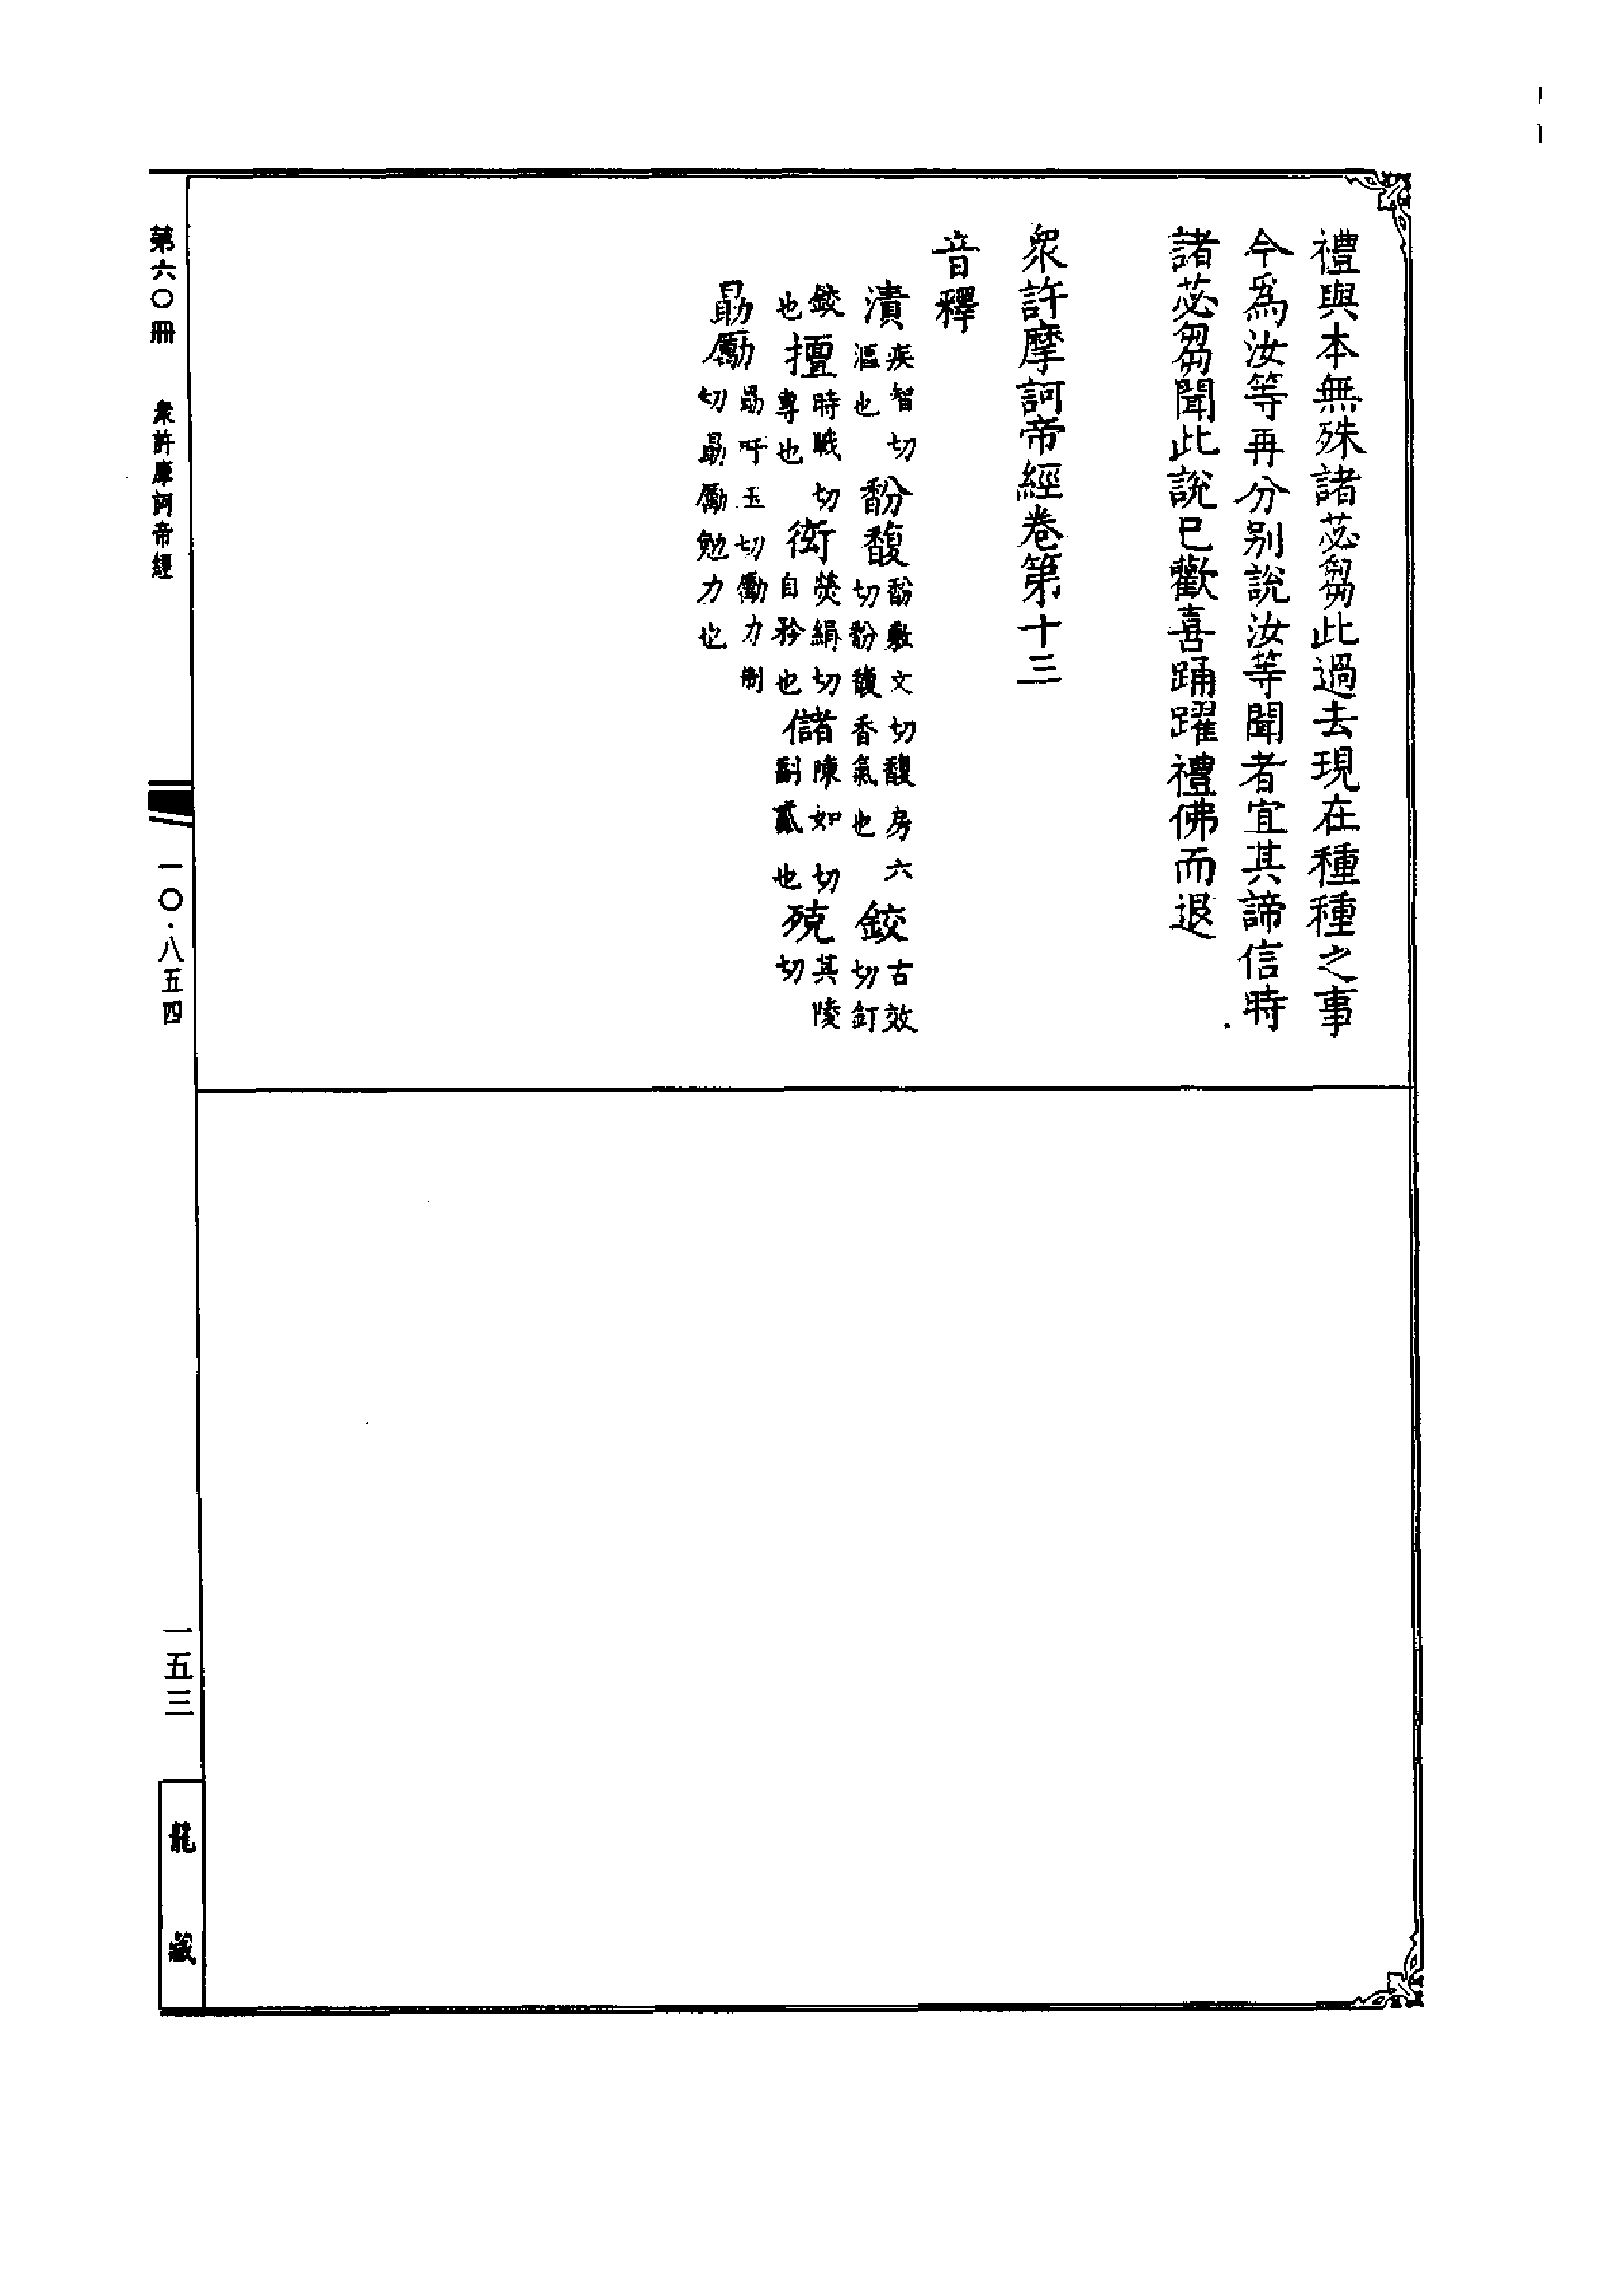 禮與本無殊諸苾芻此過去現在種種之事
今爲汝等再分别說汝等聞者宜其諦信時
諸苾芻聞此說已歡喜踊躍禮佛而退
衆許摩訶帝經卷第十三
音釋
漬疾智切漚也馚馥馚敷文切馥房六切馚馥香氣也鉸古效切釘
鉸也擅時戰切專也衒熒絹切自矜也儲陳如切副貳也殑其陵切
勗勵勗吁玉切勵力制切勗勵勉力也
第六〇冊
衆許摩訶帝經
一〇·八五四
一五三
龍藏